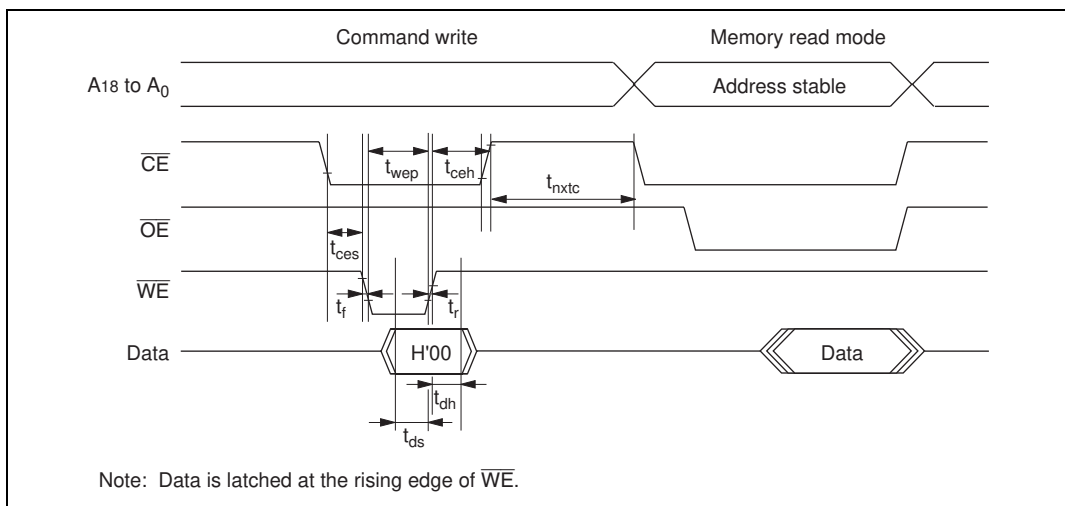 Command write
Memory read mode
A18 to A0
Address stable
CE
twep
tceh
tnxtc
OE
tces
WE
tf
tr
Data
H'00
Data
tdh
tds
Note: Data is latched at the rising edge of WE.